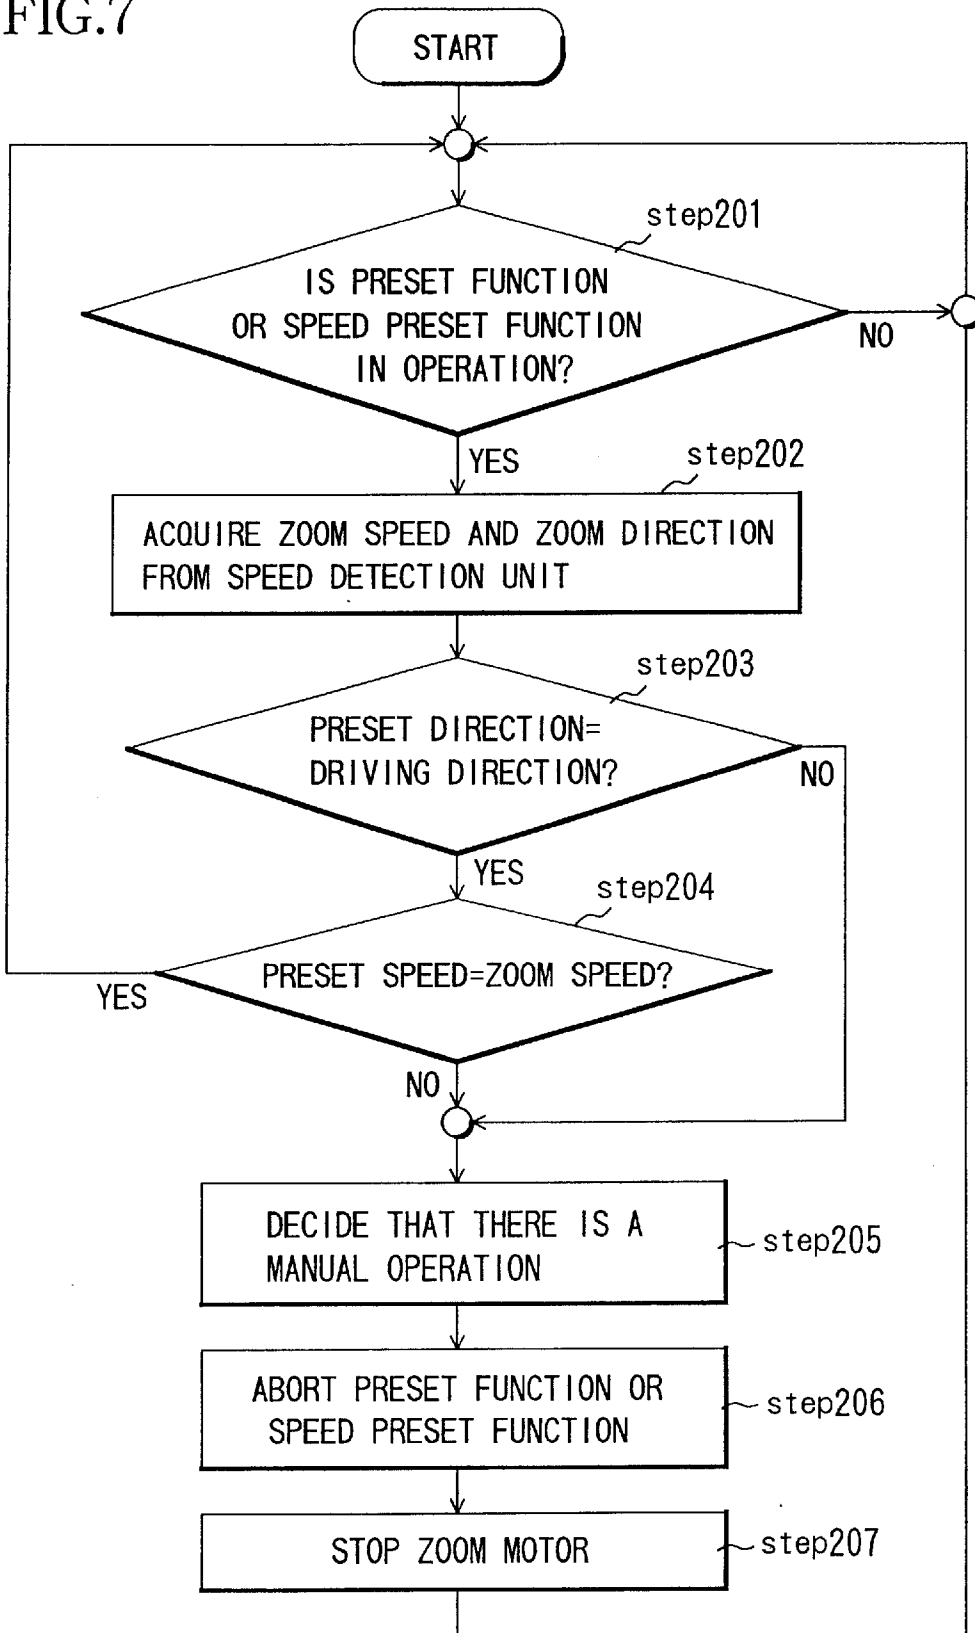 FIG.7
START
step201
IS PRESET FUNCTION
OR SPEED PRESET FUNCTION
IN OPERATION?
NO
YES
step202
ACQUIRE ZOOM SPEED AND ZOOM DIRECTION
FROM SPEED DETECTION UNIT
step203
PRESET DIRECTION=
DRIVING DIRECTION?
NO
YES
step204
PRESET SPEED=ZOOM SPEED?
YES
NO
DECIDE THAT THERE IS A
MANUAL OPERATION
step205
ABORT PRESET FUNCTION OR
SPEED PRESET FUNCTION
step206
STOP ZOOM MOTOR
step207